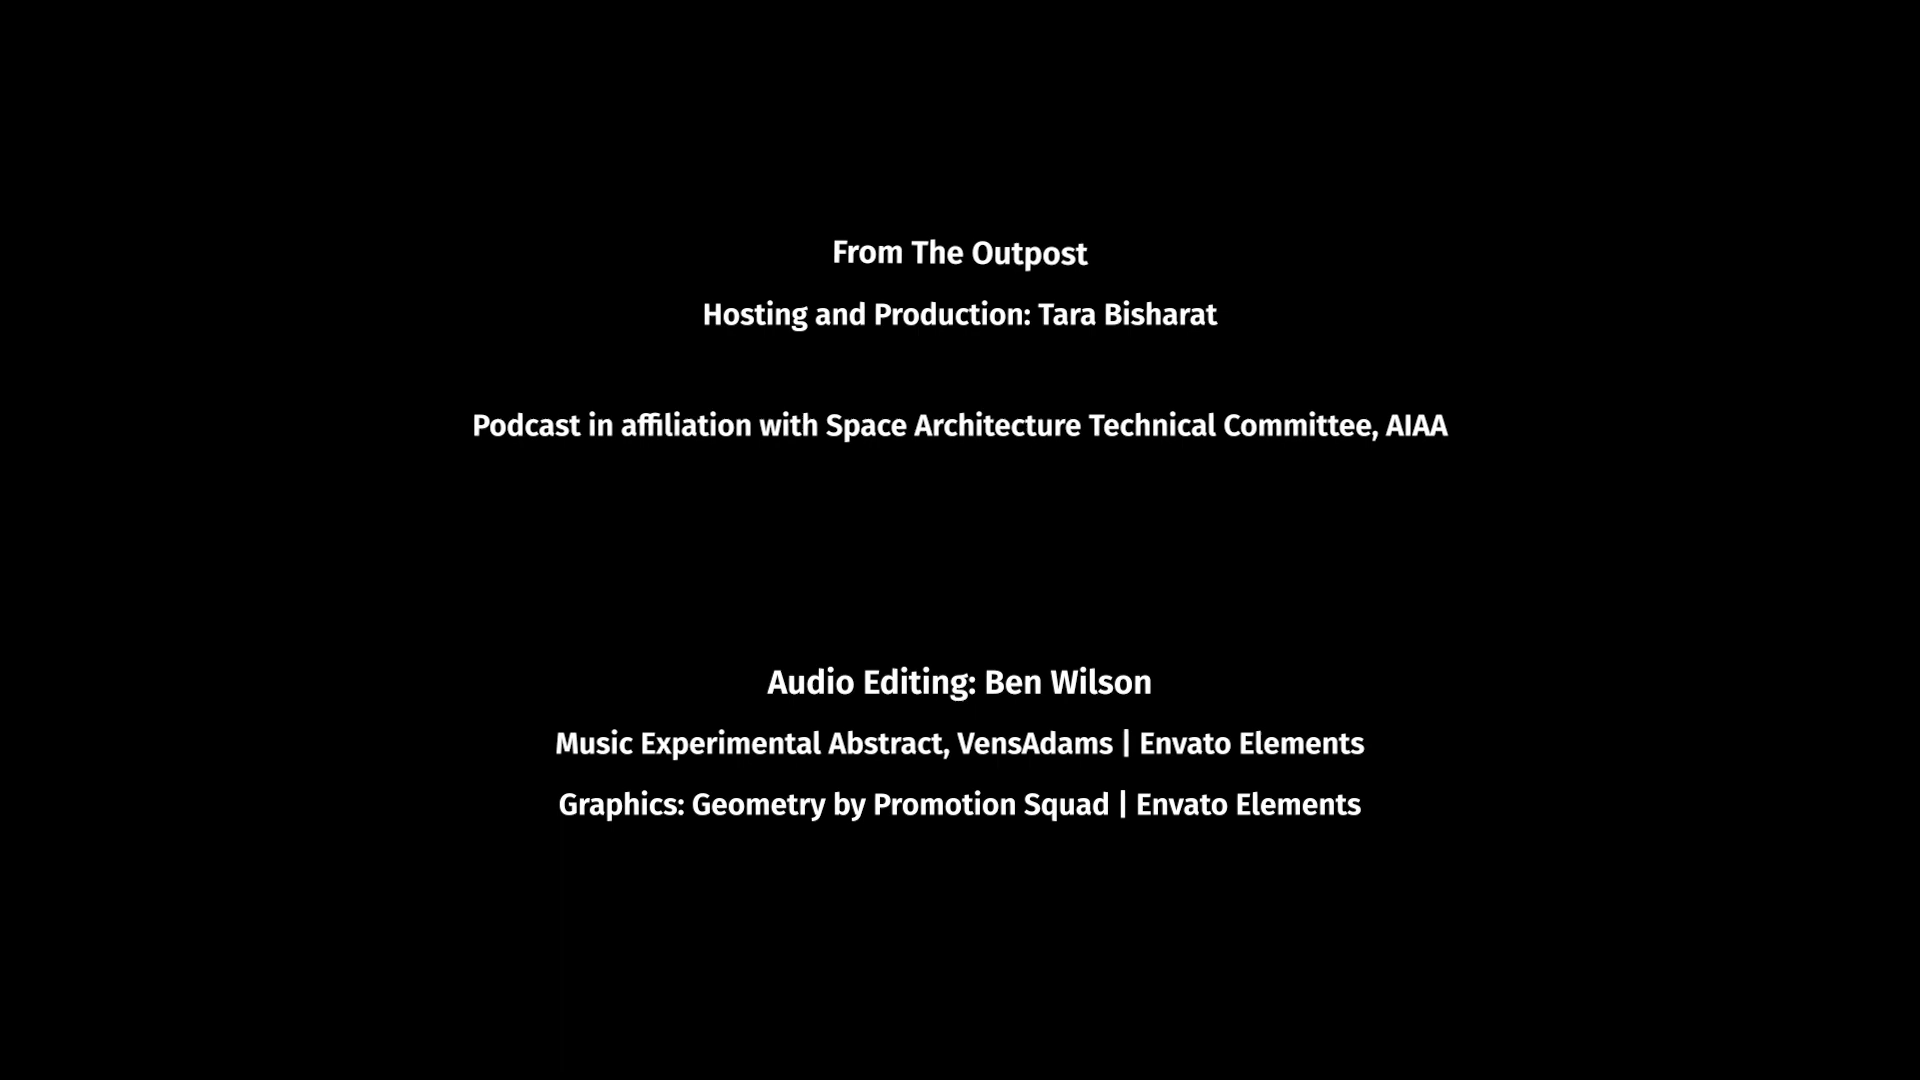 From The Outpost
Hosting and Production: Tara Bisharat
Podcast in affiliation with Space Architecture Technical Committee, AIAA
Audio Editing: Ben Wilson
Music Experimental Abstract, VensAdams | Envato Elements
Graphics: Geometry by Promotion Squad | Envato Elements